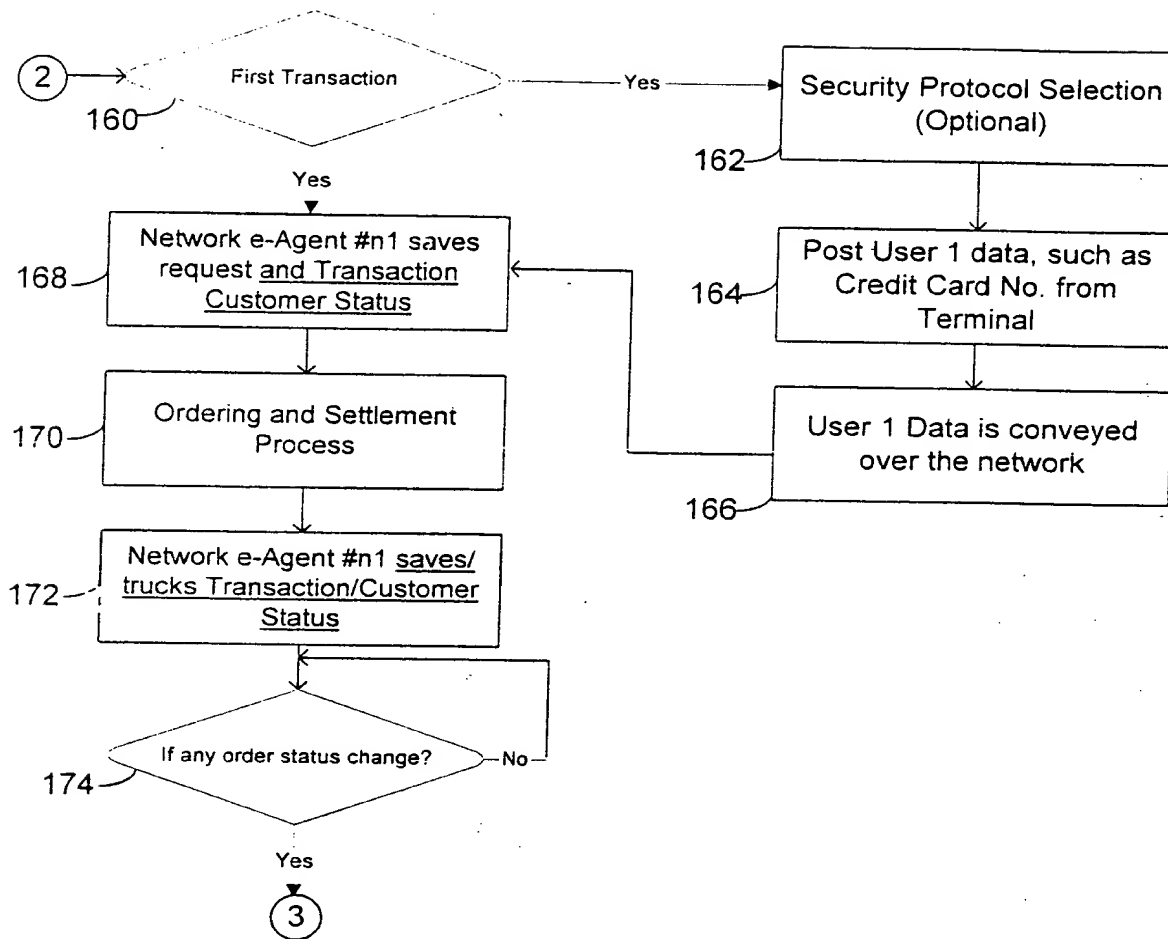 2
First Transaction
160
Yes
Security Protocol Selection
(Optional)
162
Yes
Network e-Agent #n1 saves
request and Transaction
Customer Status
168
Post User 1 data, such as
Credit Card No. from
Terminal
164
Ordering and Settlement
Process
170
User 1 Data is conveyed
over the network
166
Network e-Agent #n1 saves/
trucks Transaction/Customer
Status
172
If any order status change?
No
174
Yes
3